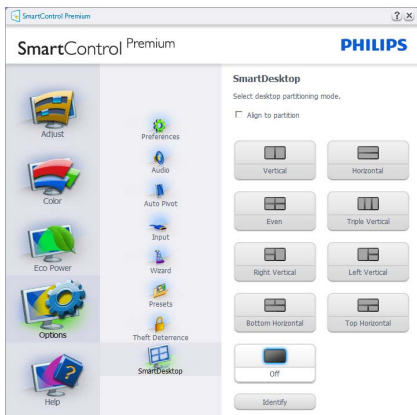 SmartControl Premium
SmartControl Premium
PHILIPS
Adjust
Color
Eco Power
Options
Help
Preferences
Audio
Auto Pivot
Input
Wizard
Presets
Theft Deterrence
SmartDesktop
SmartDesktop
Select desktop partitioning mode.
Align to partition
Vertical
Horizontal
Even
Triple Vertical
Right Vertical
Left Vertical
Bottom Horizontal
Top Horizontal
Off
Identify